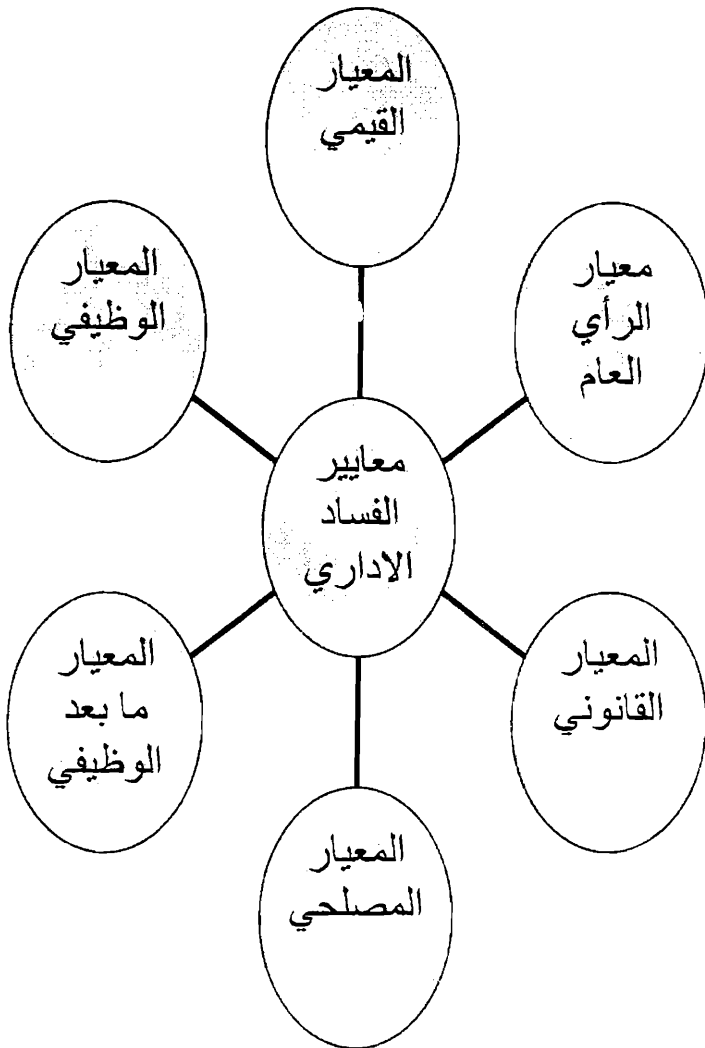 المعيار
القيمي
معيار
الرأي
العام
المعيار
الوظيفي
معايير
الفساد
الاداري
المعيار
القانوني
المعيار
ما بعد
الوظيفي
المعيار
المصلحي